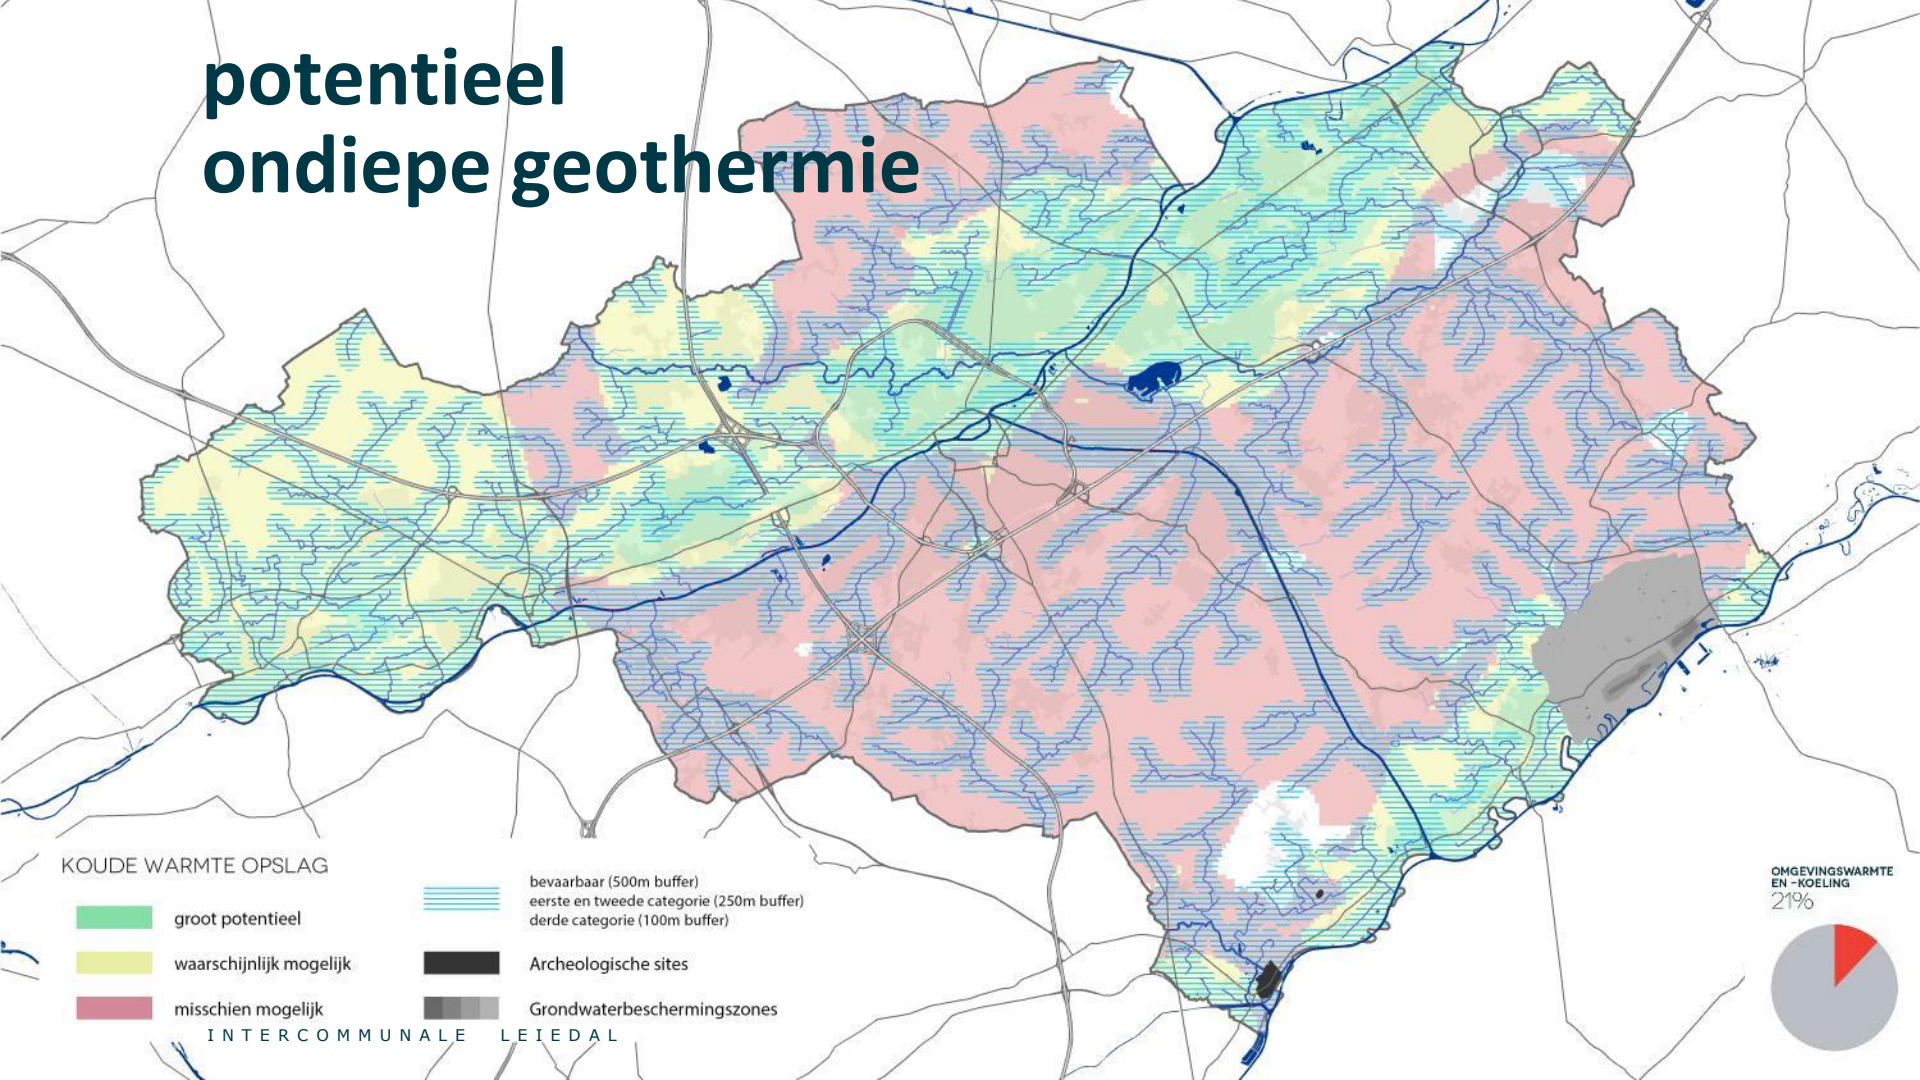 potentieel
ondiepe geothermie
KOUDE WARMTE OPSLAG
groot potentieel
waarschijnlijk mogelijk
misschien mogelijk
bevaarbaar (500m buffer)
eerste en tweede categorie (250m buffer)
derde categorie (100m buffer)
Archeologische sites
Grondwaterbeschermingszones
INTERCOMMUNALE LEIEDAL
OMGEVINGSWARMTE
EN -KOELING
21%